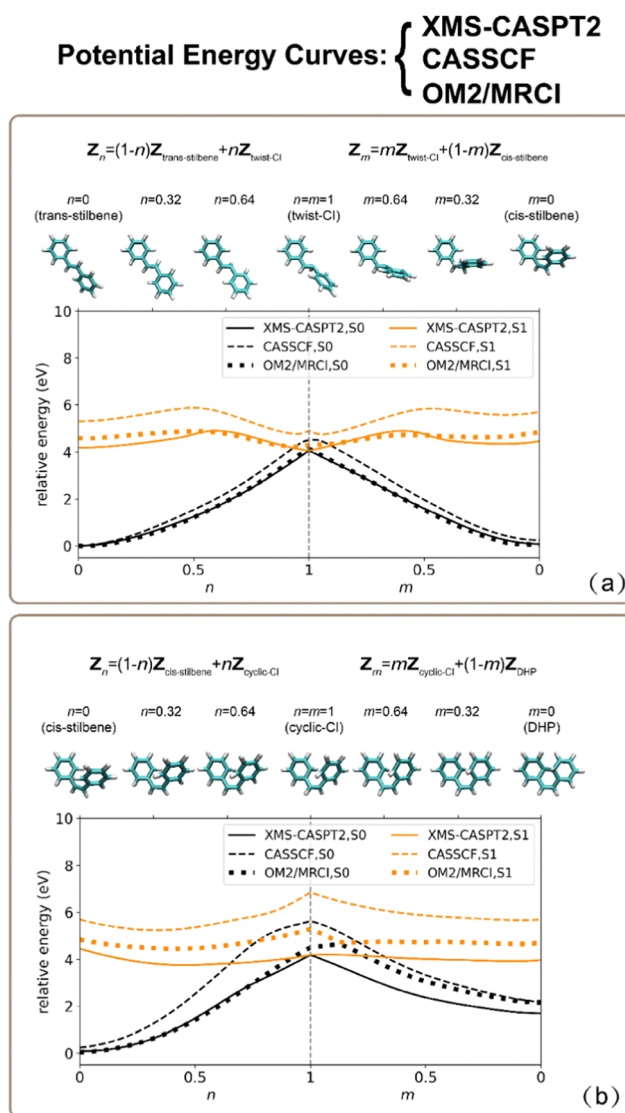 Potential Energy Curves: { XMS-CASPT2
CASSCF
OM2/MRCI
Zn=(1-n)Ztrans-stilbene+nZtwist-CI Zm=mZtwist-CI+(1-m)Zcis-stilbene
n=0 n=0.32 n=0.64 n=m=1 m=0.64 m=0.32 m=0
(trans-stilbene) (twist-CI) (cis-stilbene)
10
8
6
4
2
0
relative energy (eV)
XMS-CASPT2,S0 XMS-CASPT2,S1
CASSCF,S0 CASSCF,S1
OM2/MRCI,S0 OM2/MRCI,S1
0 0.5 1 0.5 0
n m
(a)
Zn=(1-n)Zcis-stilbene+nZcyclic-CI Zm=mZcyclic-CI+(1-m)ZDHP
n=0 n=0.32 n=0.64 n=m=1 m=0.64 m=0.32 m=0
(cis-stilbene) (cyclic-CI) (DHP)
10
8
6
4
2
0
relative energy (eV)
XMS-CASPT2,S0 XMS-CASPT2,S1
CASSCF,S0 CASSCF,S1
OM2/MRCI,S0 OM2/MRCI,S1
0 0.5 1 0.5 0
n m
(b)